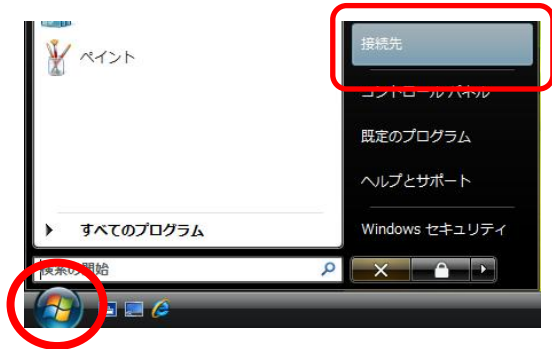 ペイント
すべてのプログラム
検索の開始
接続先
コントロール パネル
既定のプログラム
ヘルプとサポート
Windows セキュリティ